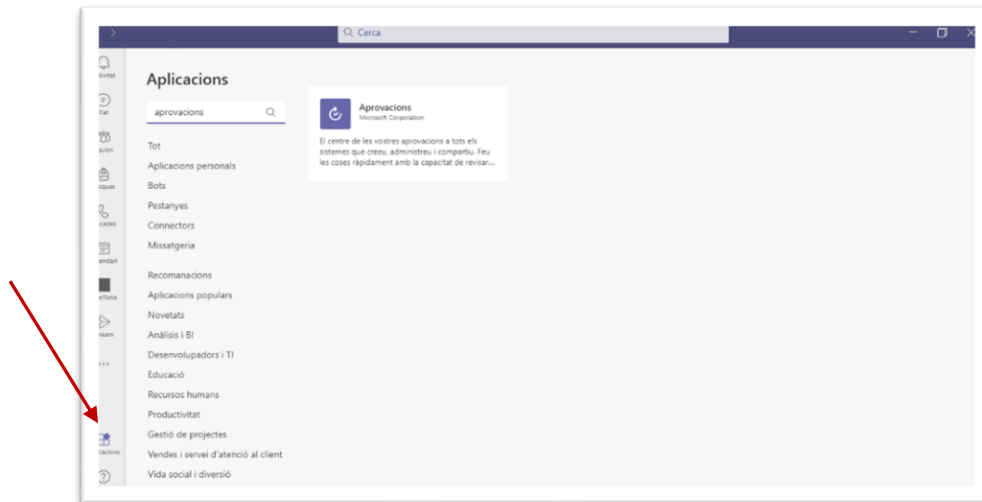 Cerca
Aplicacions
aprovacions
Aprovacions
Microsoft Corporation
El centre de les vostres aprovacions a tots els
sistemes que creeu, administreu i compartiu. Feu
les coses ràpidament amb la capacitat de revisar...
Tot
Aplicacions personals
Bots
Pestanyes
Connectors
Missatgeria
Recomanacions
Aplicacions populars
Novetats
Anàlisis i BI
Desenvolupadors i TI
Educació
Recursos humans
Productivitat
Gestió de projectes
Vendes i servei d'atenció al client
Vida social i diversió